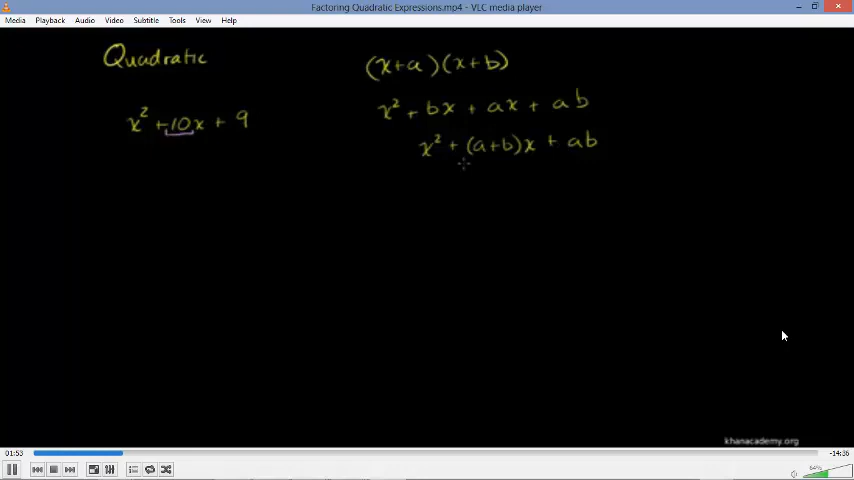 Factoring Quadratic Expressions.mp4 - VLC media player
Media Playback Audio Video Subtitle Tools View Help
Quadratic
(x+a)(x+b)
x² + bx + ax + ab
x² + 10x + 9
x² + (a+b)x + ab
khanacademy.org
01:53
-14:36
64%